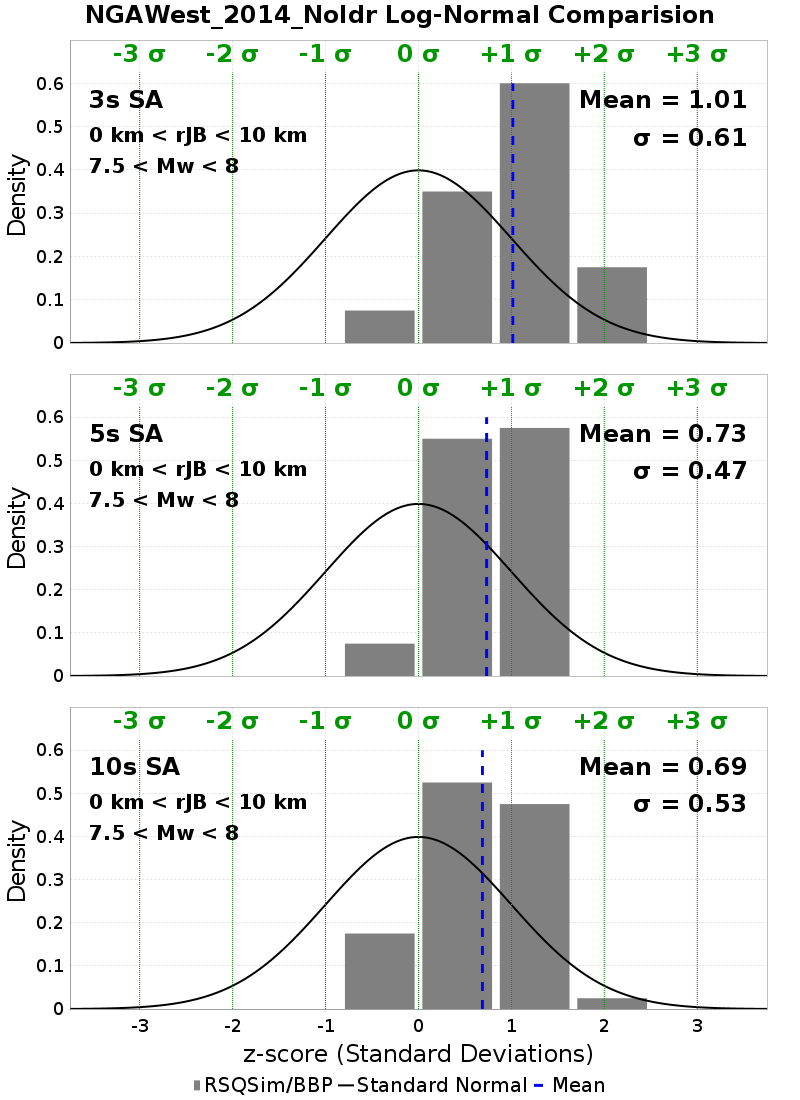 NGAWest_2014_NoIdr Log-Normal Comparision
-3 σ -2 σ -1 σ 0 σ +1 σ +2 σ +3 σ
3s SA
0 km < rJB < 10 km
7.5 < Mw < 8
Mean = 1.01
σ = 0.61
0.6
0.5
0.4
0.3
0.2
0.1
0
Density
-3 σ -2 σ -1 σ 0 σ +1 σ +2 σ +3 σ
5s SA
0 km < rJB < 10 km
7.5 < Mw < 8
Mean = 0.73
σ = 0.47
0.6
0.5
0.4
0.3
0.2
0.1
0
Density
-3 σ -2 σ -1 σ 0 σ +1 σ +2 σ +3 σ
10s SA
0 km < rJB < 10 km
7.5 < Mw < 8
Mean = 0.69
σ = 0.53
0.6
0.5
0.4
0.3
0.2
0.1
0
Density
-3 -2 -1 0 1 2 3
z-score (Standard Deviations)
RSQSim/BBP Standard Normal Mean